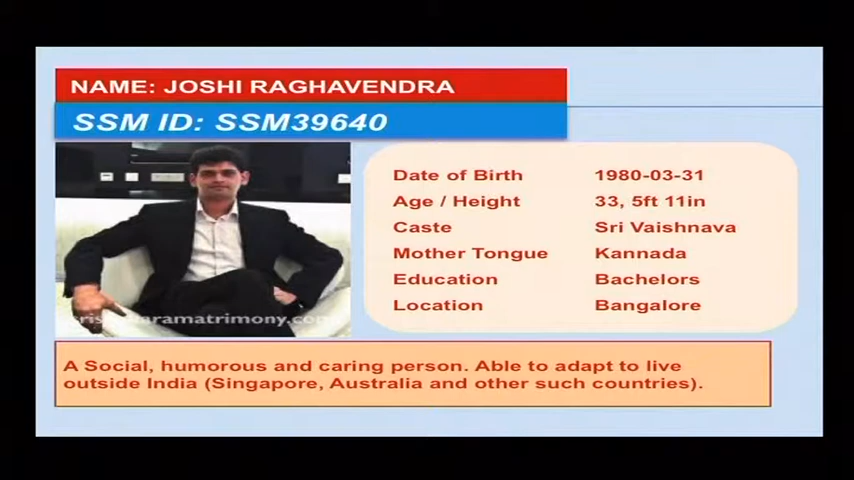 NAME: JOSHI RAGHAVENDRA
SSM ID: SSM39640
Date of Birth 1980-03-31
Age / Height 33, 5ft 11in
Caste Sri Vaishnava
Mother Tongue Kannada
Education Bachelors
Location Bangalore
A Social, humorous and caring person. Able to adapt to live
outside India (Singapore, Australia and other such countries).